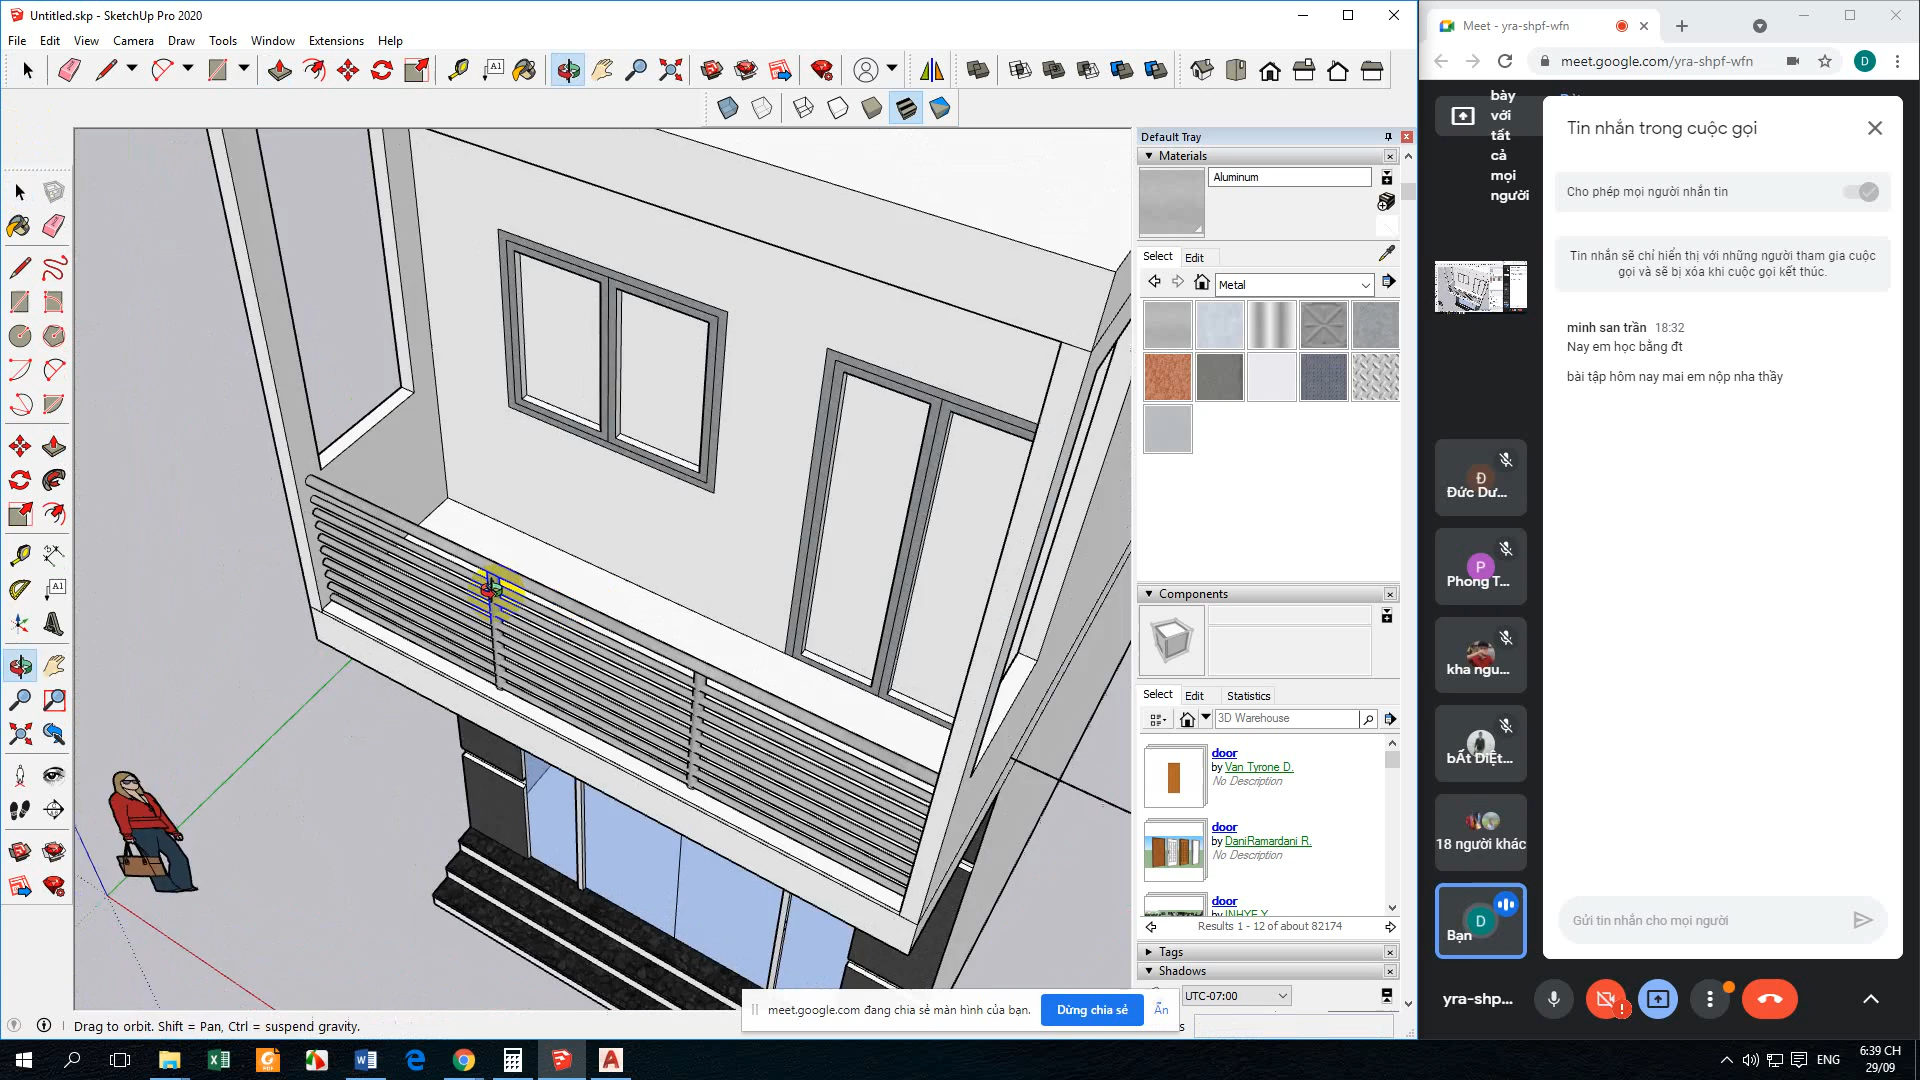 Untitled.skp - SketchUp Pro 2020
File Edit View Camera Draw Tools Window Extensions Help
A1
Default Tray
Materials
Aluminum
Select Edit
Metal
A1
Components
Select Edit Statistics
3D Warehouse
door
by Van Tyrone D.
No Description
door
by DaniRamardani R.
No Description
door
by INHYE Y.
Results 1 - 12 of about 82174
Tags
Shadows
UTC-07:00
meet.google.com đang chia sẻ màn hình của bạn.
Dừng chia sẻ
Ẩn
Drag to orbit. Shift = Pan, Ctrl = suspend gravity.
Meet - yra-shpf-wfn
meet.google.com/yra-shpf-wfn
D
bày
với
tất
cả
mọi
người
Tin nhắn trong cuộc gọi
Cho phép mọi người nhắn tin
Tin nhắn sẽ chỉ hiển thị với những người tham gia cuộc
gọi và sẽ bị xóa khi cuộc gọi kết thúc.
minh san trần 18:32
Nay em học bằng đt
bài tập hôm nay mai em nộp nha thầy
Đ
Đức Dư...
P
Phong T...
kha ngu...
bẤt DiỆt...
18 người khác
D
Bạn
Gửi tin nhắn cho mọi người
yra-shp...
ENG
6:39 CH
29/09